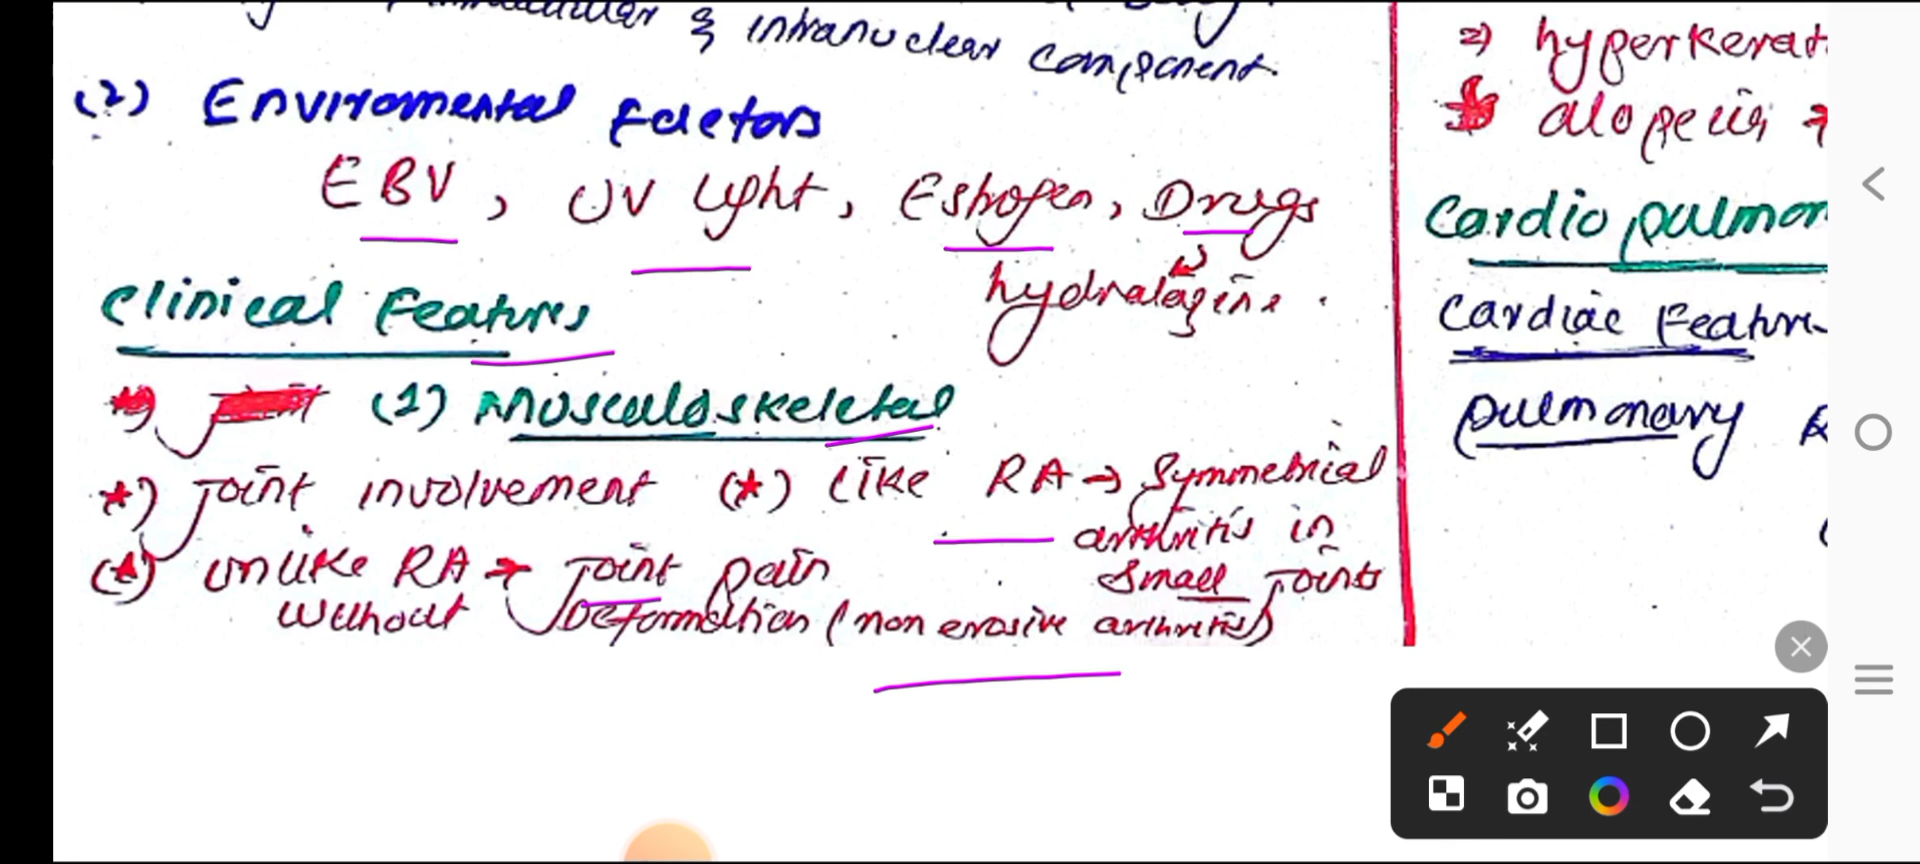 & intranuclear component.
(2) Enviromental Factors
EBV, UV Light, Estrogen, Drugs
hydralazine.
Clinical Features
(1) Musculoskeletal
*) Joint involvement (*) Like RA → Symmetrical
arthritis in
Small Joints
(*) unlike RA → Joint pain
without Deformation (non erosive arthritis)
2) hyperkerat
alopecia →
Cardio pulmon
Cardiac Feature-
pulmonary